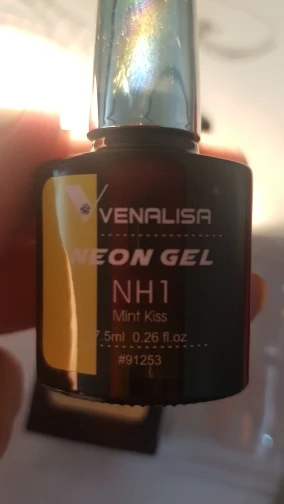 VENALISA
NEON GEL
NH1
Mint Kiss
7.5ml 0.26 fl.oz
#91253